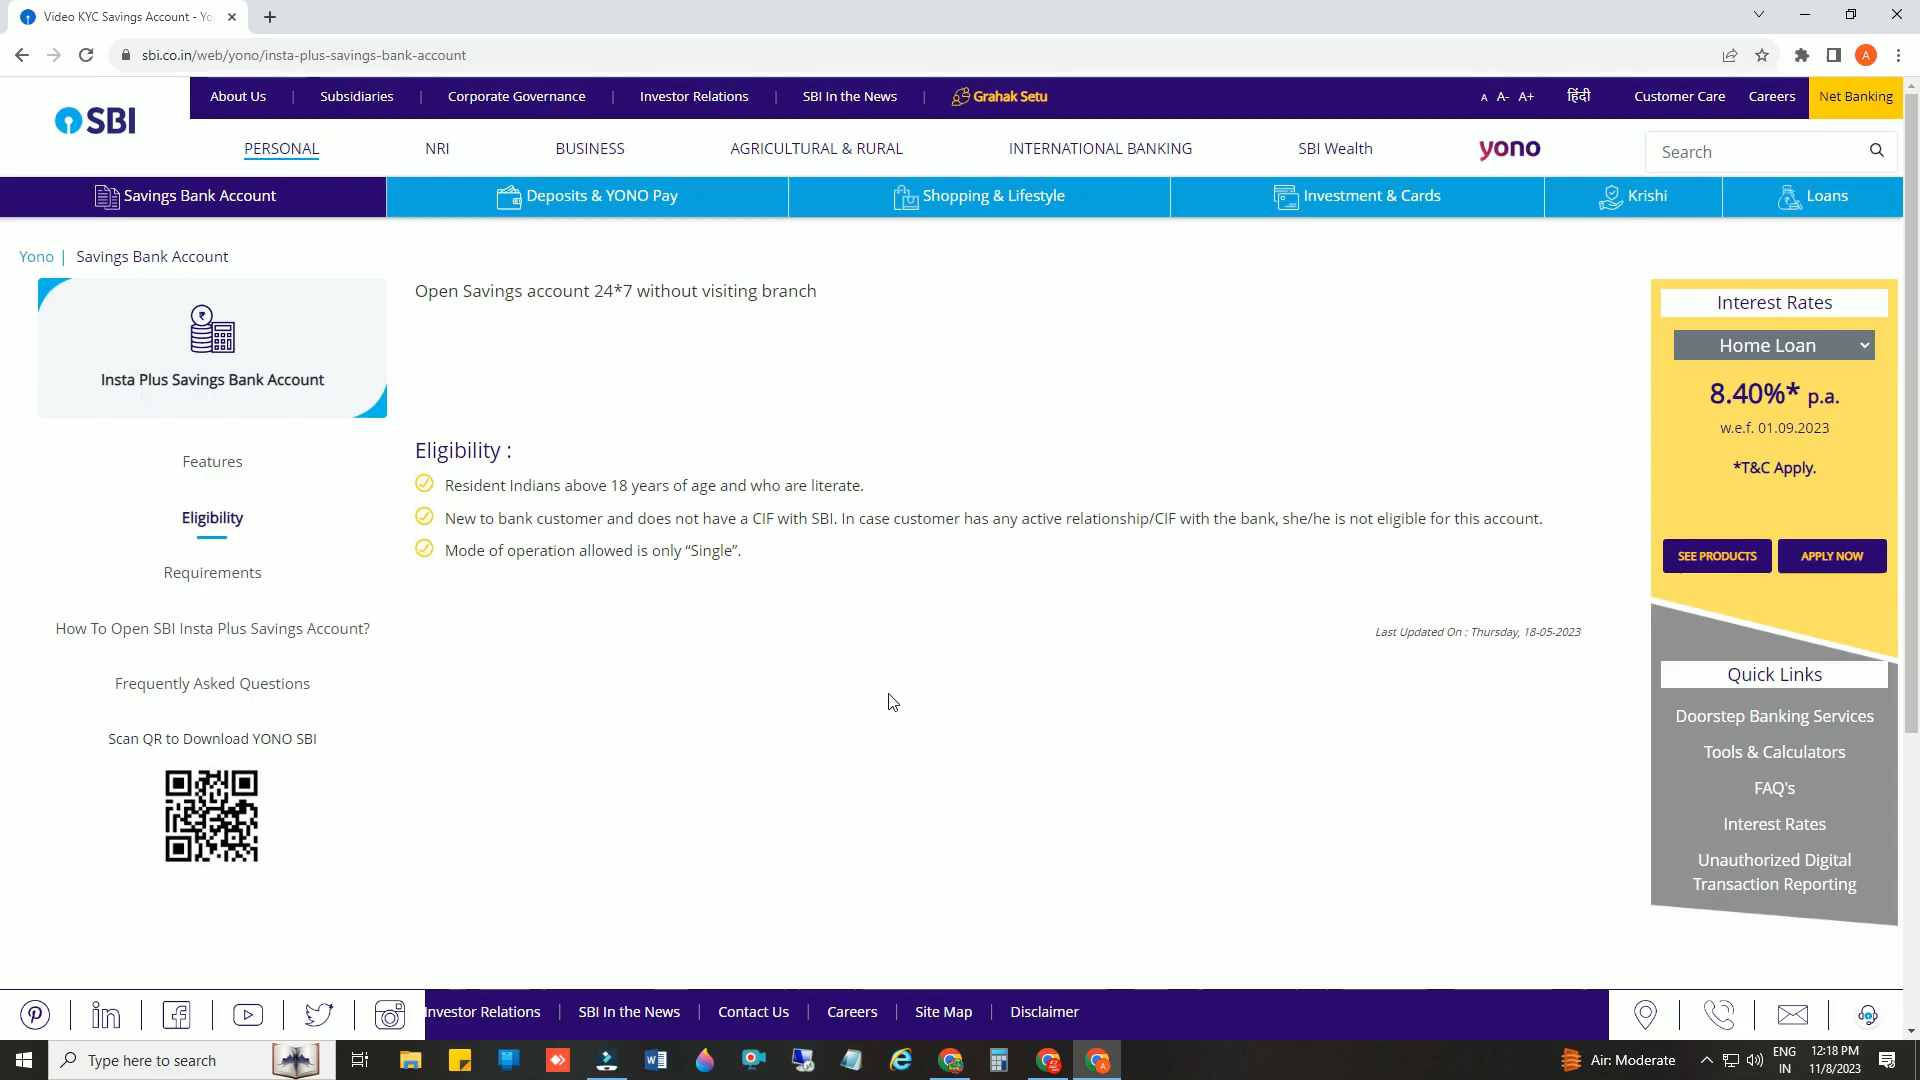 Video KYC Savings Account - Yo
sbi.co.in/web/yono/insta-plus-savings-bank-account
A
About Us | Subsidiaries | Corporate Governance | Investor Relations | SBI In the News | Grahak Setu
A A- A+ हिंदी Customer Care Careers Net Banking
SBI
PERSONAL NRI BUSINESS AGRICULTURAL & RURAL INTERNATIONAL BANKING SBI Wealth yono Search
Savings Bank Account Deposits & YONO Pay Shopping & Lifestyle Investment & Cards Krishi Loans
Yono | Savings Bank Account
Insta Plus Savings Bank Account
Features
Eligibility
Requirements
How To Open SBI Insta Plus Savings Account?
Frequently Asked Questions
Scan QR to Download YONO SBI
Open Savings account 24*7 without visiting branch
Eligibility :
Resident Indians above 18 years of age and who are literate.
New to bank customer and does not have a CIF with SBI. In case customer has any active relationship/CIF with the bank, she/he is not eligible for this account.
Mode of operation allowed is only “Single”.
Last Updated On : Thursday, 18-05-2023
Interest Rates
Home Loan
8.40%* p.a.
w.e.f. 01.09.2023
*T&C Apply.
SEE PRODUCTS APPLY NOW
Quick Links
Doorstep Banking Services
Tools & Calculators
FAQ's
Interest Rates
Unauthorized Digital
Transaction Reporting
Investor Relations | SBI In the News | Contact Us | Careers | Site Map | Disclaimer
Type here to search
Air: Moderate
ENG
IN
12:18 PM
11/8/2023